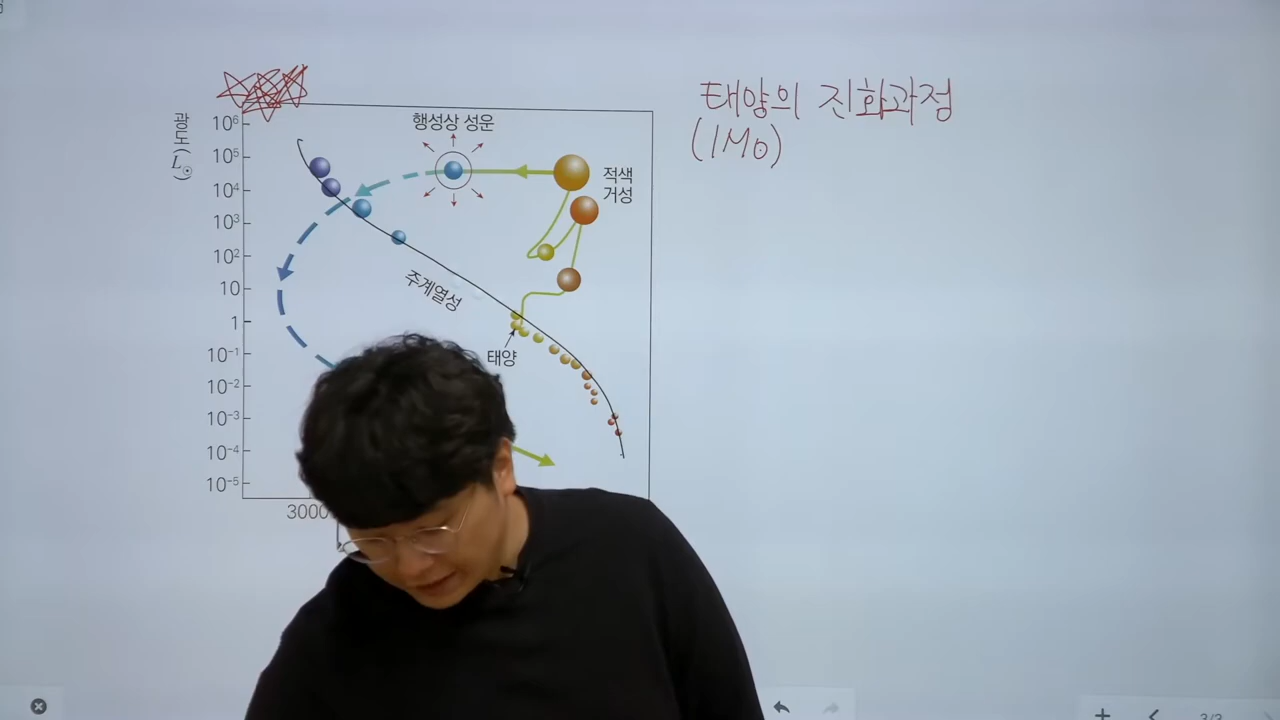 태양의 진화과정
(1M⊙)
광도(L⊙)
10⁶
10⁵
10⁴
10³
10²
10
1
10⁻¹
10⁻²
10⁻³
10⁻⁴
10⁻⁵
행성상 성운
적색
거성
주계열성
태양
3000
3/3